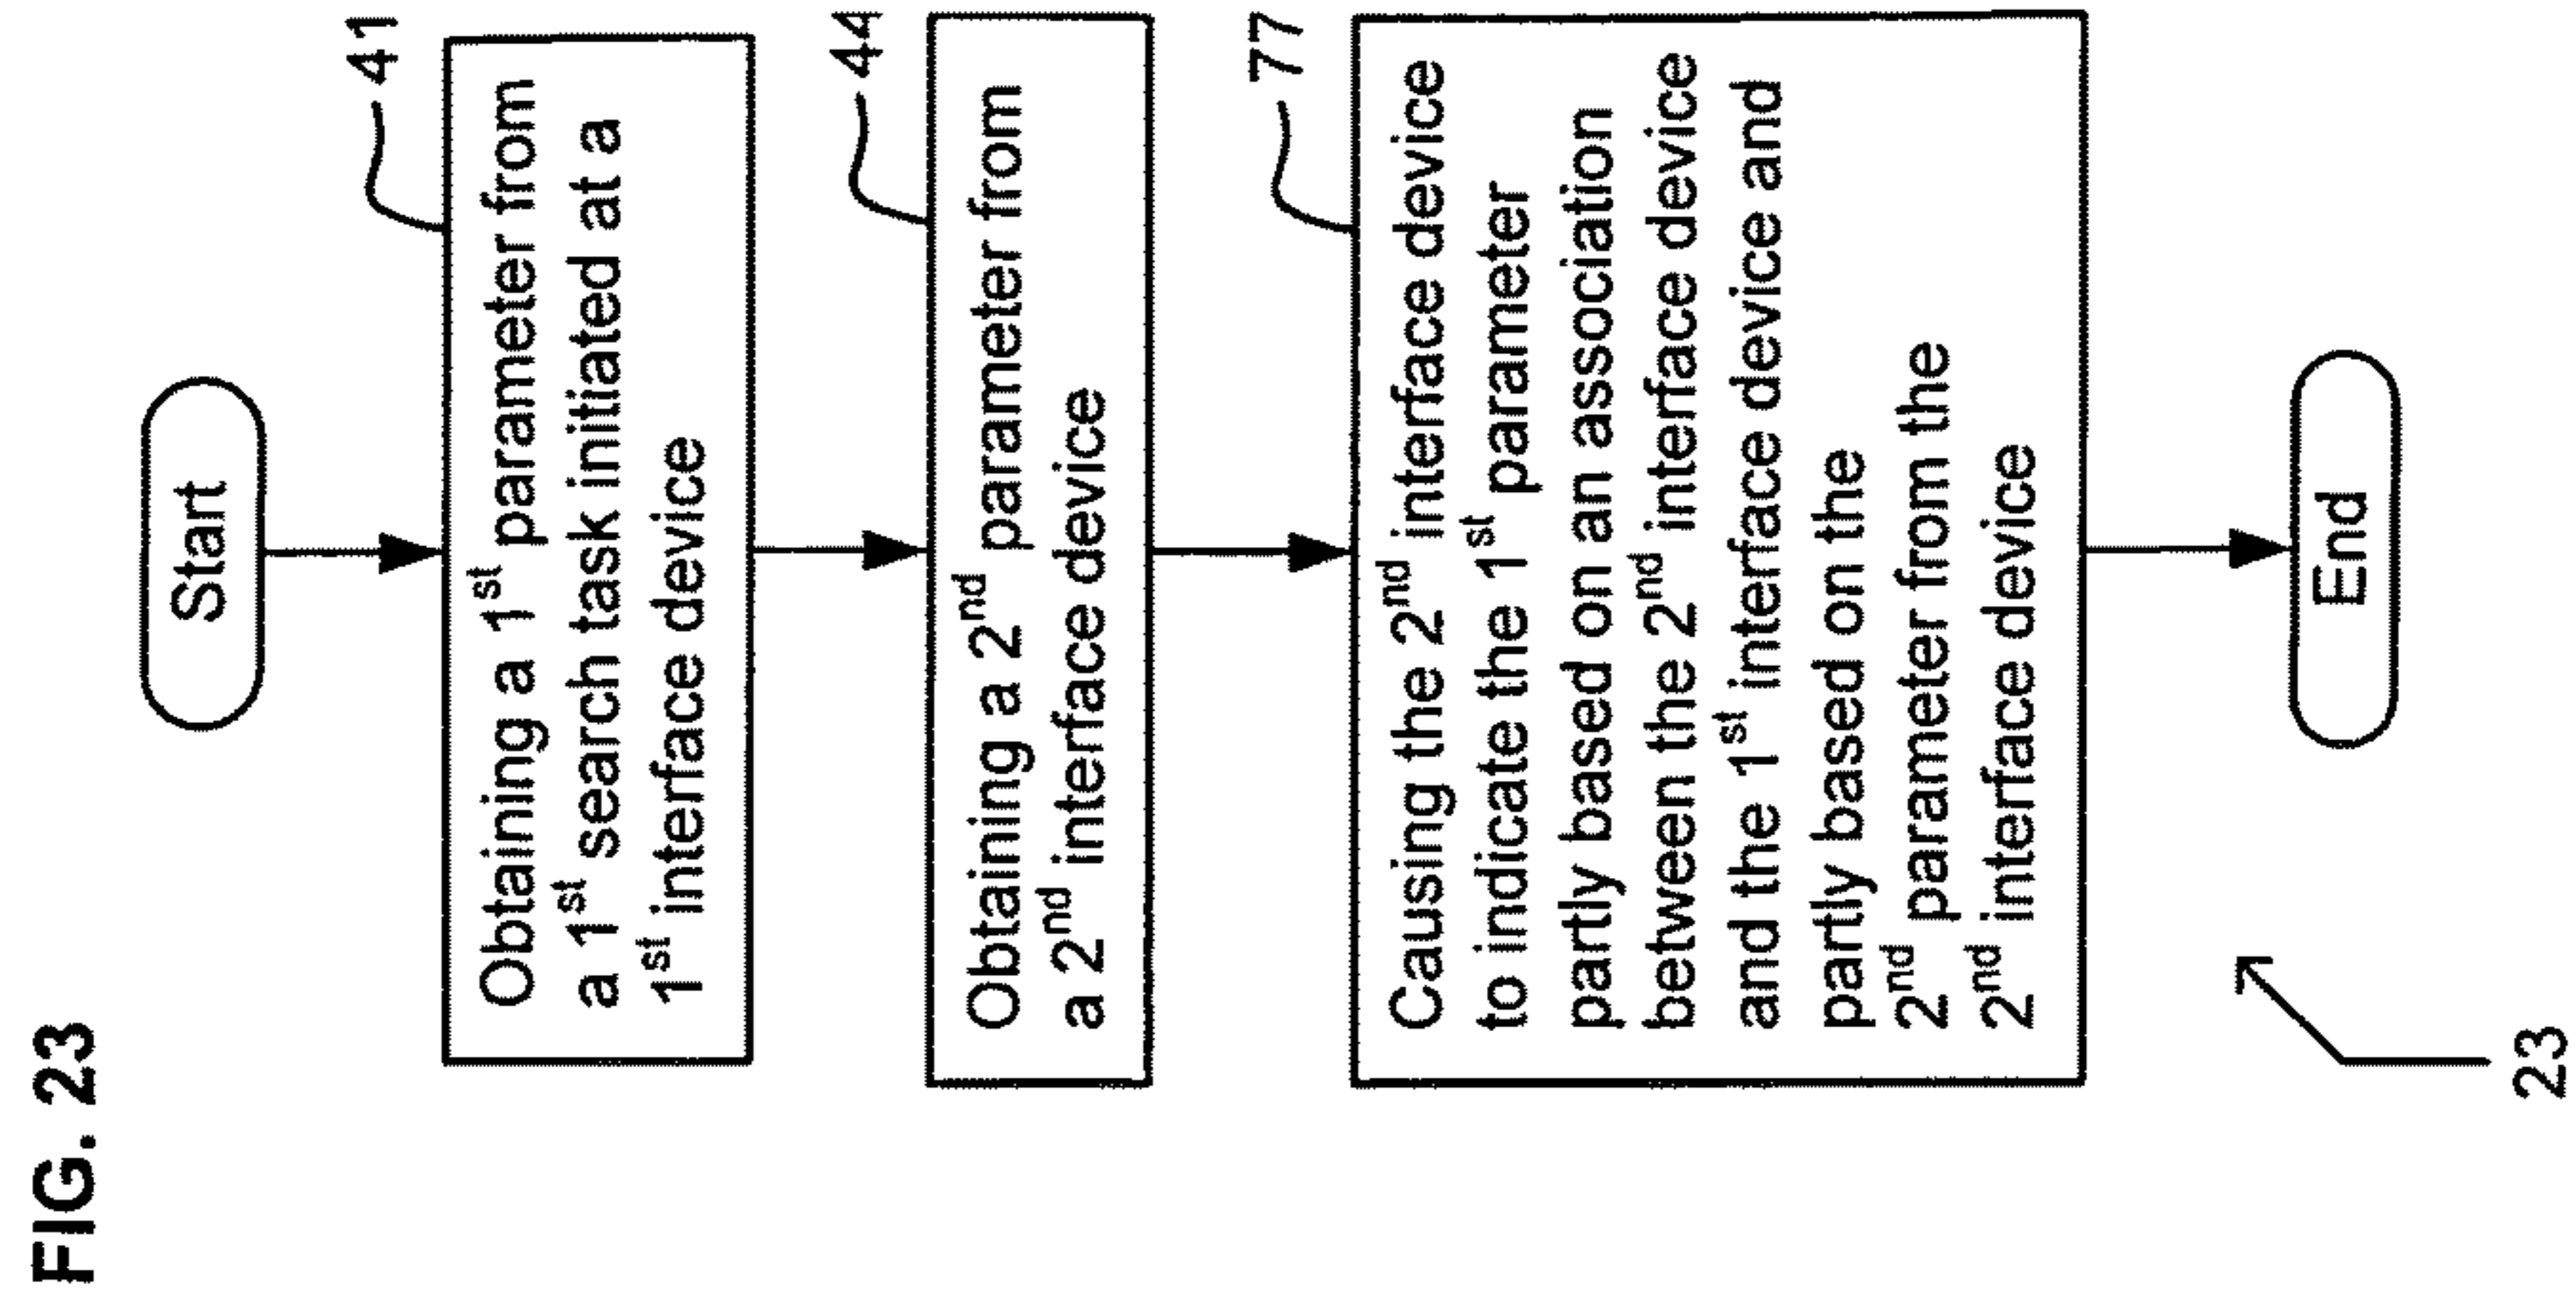 FIG. 23
Start
41
Obtaining a 1st parameter from
a 1st search task initiated at a
1st interface device
44
Obtaining a 2nd parameter from
a 2nd interface device
77
Causing the 2nd interface device
to indicate the 1st parameter
partly based on an association
between the 2nd interface device
and the 1st interface device and
partly based on the
2nd parameter from the
2nd interface device
End
23